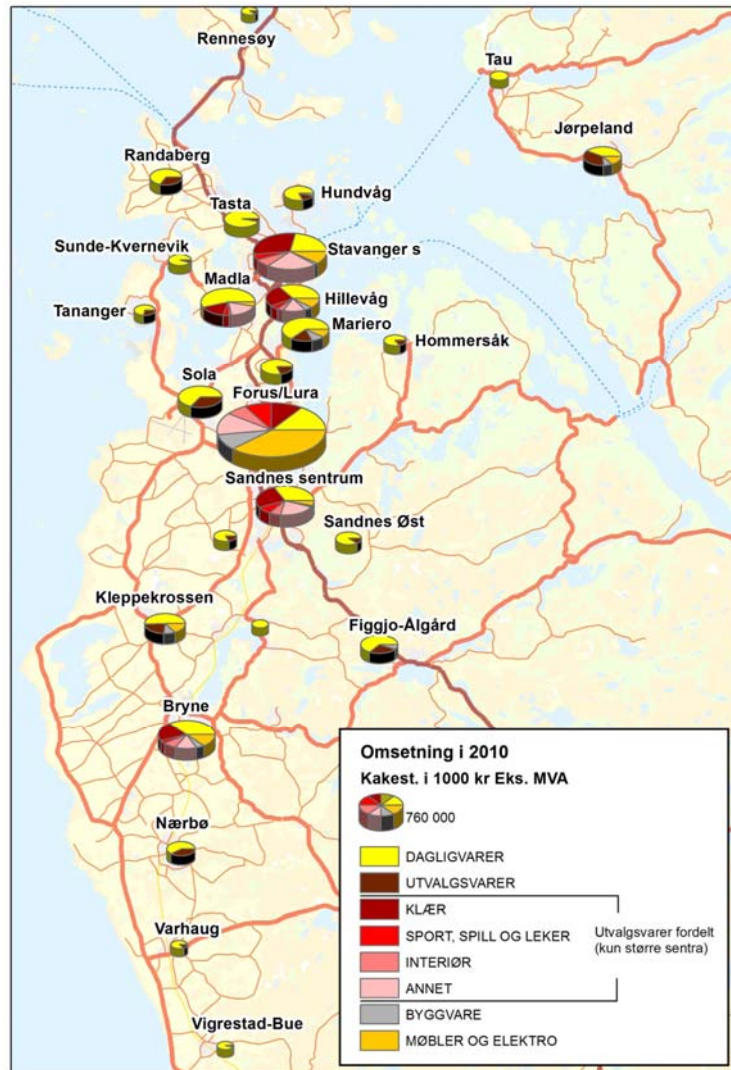 Rennesøy
Tau
Jørpeland
Randaberg
Hundvåg
Tasta
Sunde-Kvernevik
Stavanger s
Madla
Hillevåg
Tananger
Mariero
Hommersåk
Sola
Forus/Lura
Sandnes sentrum
Sandnes Øst
Kleppekrossen
Figgjo-Ålgård
Bryne
Nærbø
Varhaug
Vigrestad-Bue
Omsetning i 2010
Kakest. i 1000 kr Eks. MVA
760 000
DAGLIGVARER
UTVALGSVARER
KLÆR
SPORT, SPILL OG LEKER
INTERIØR
ANNET
BYGGVARE
MØBLER OG ELEKTRO
Utvalgsvarer fordelt
(kun større sentra)